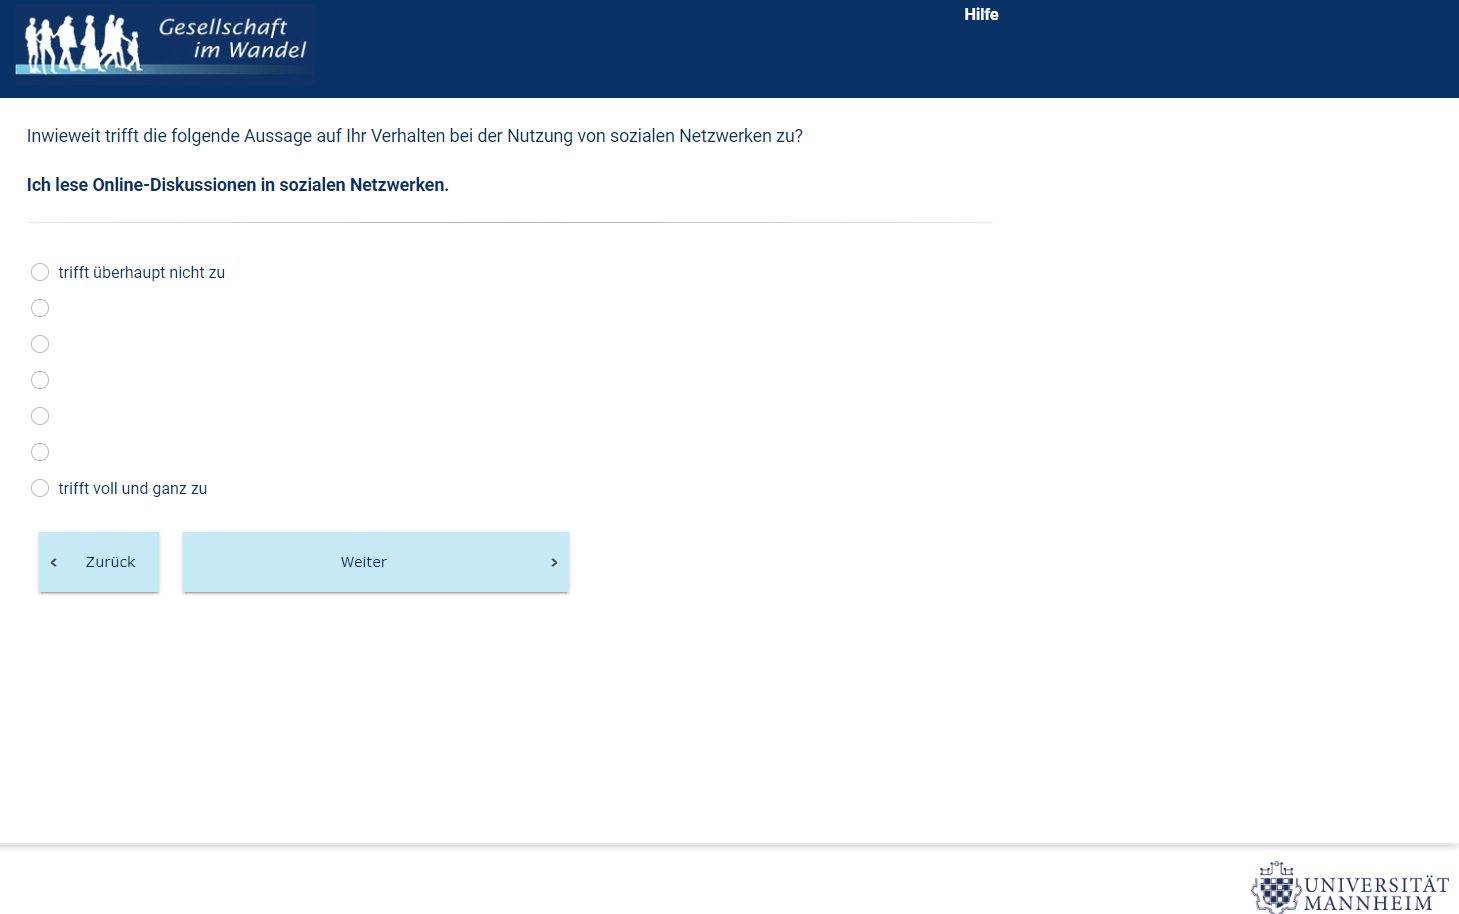 Gesellschaft
im Wandel
Hilfe
Inwieweit trifft die folgende Aussage auf Ihr Verhalten bei der Nutzung von sozialen Netzwerken zu?
Ich lese Online-Diskussionen in sozialen Netzwerken.
trifft überhaupt nicht zu
trifft voll und ganz zu
‹ Zurück
Weiter ›
UNIVERSITÄT
MANNHEIM